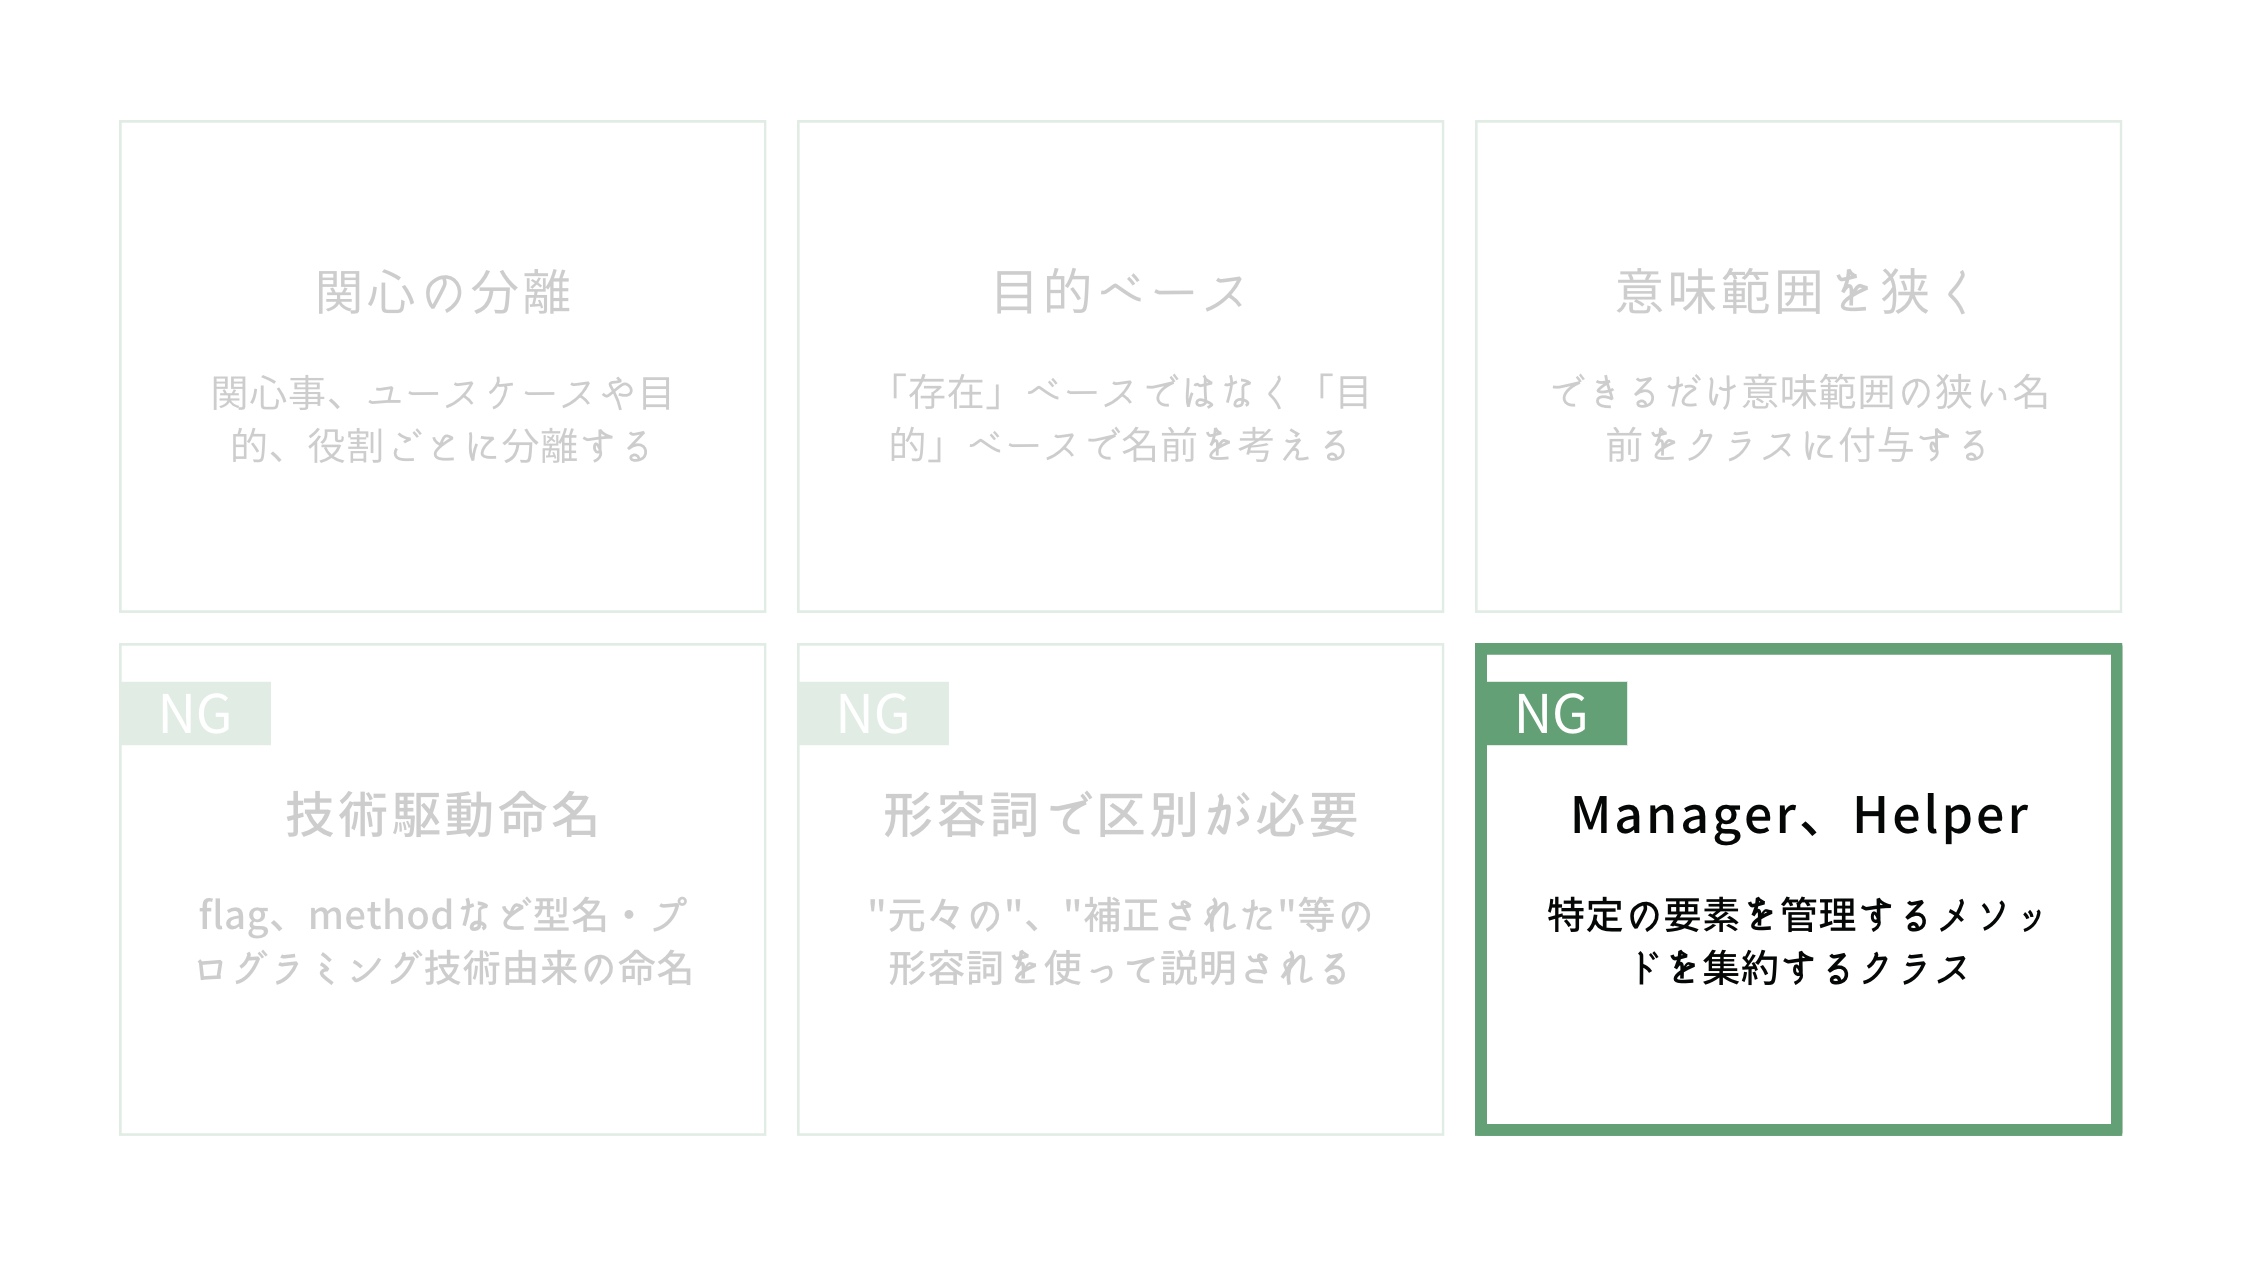 関心の分離
関心事、ユースケースや目
的、役割ごとに分離する
目的ベース
「存在」ベースではなく「目
的」ベースで名前を考える
意味範囲を狭く
できるだけ意味範囲の狭い名
前をクラスに付与する
NG
技術駆動命名
flag、methodなど型名・プ
ログラミング技術由来の命名
NG
形容詞で区別が必要
"元々の"、"補正された"等の
形容詞を使って説明される
NG
Manager、Helper
特定の要素を管理するメソッ
ドを集約するクラス